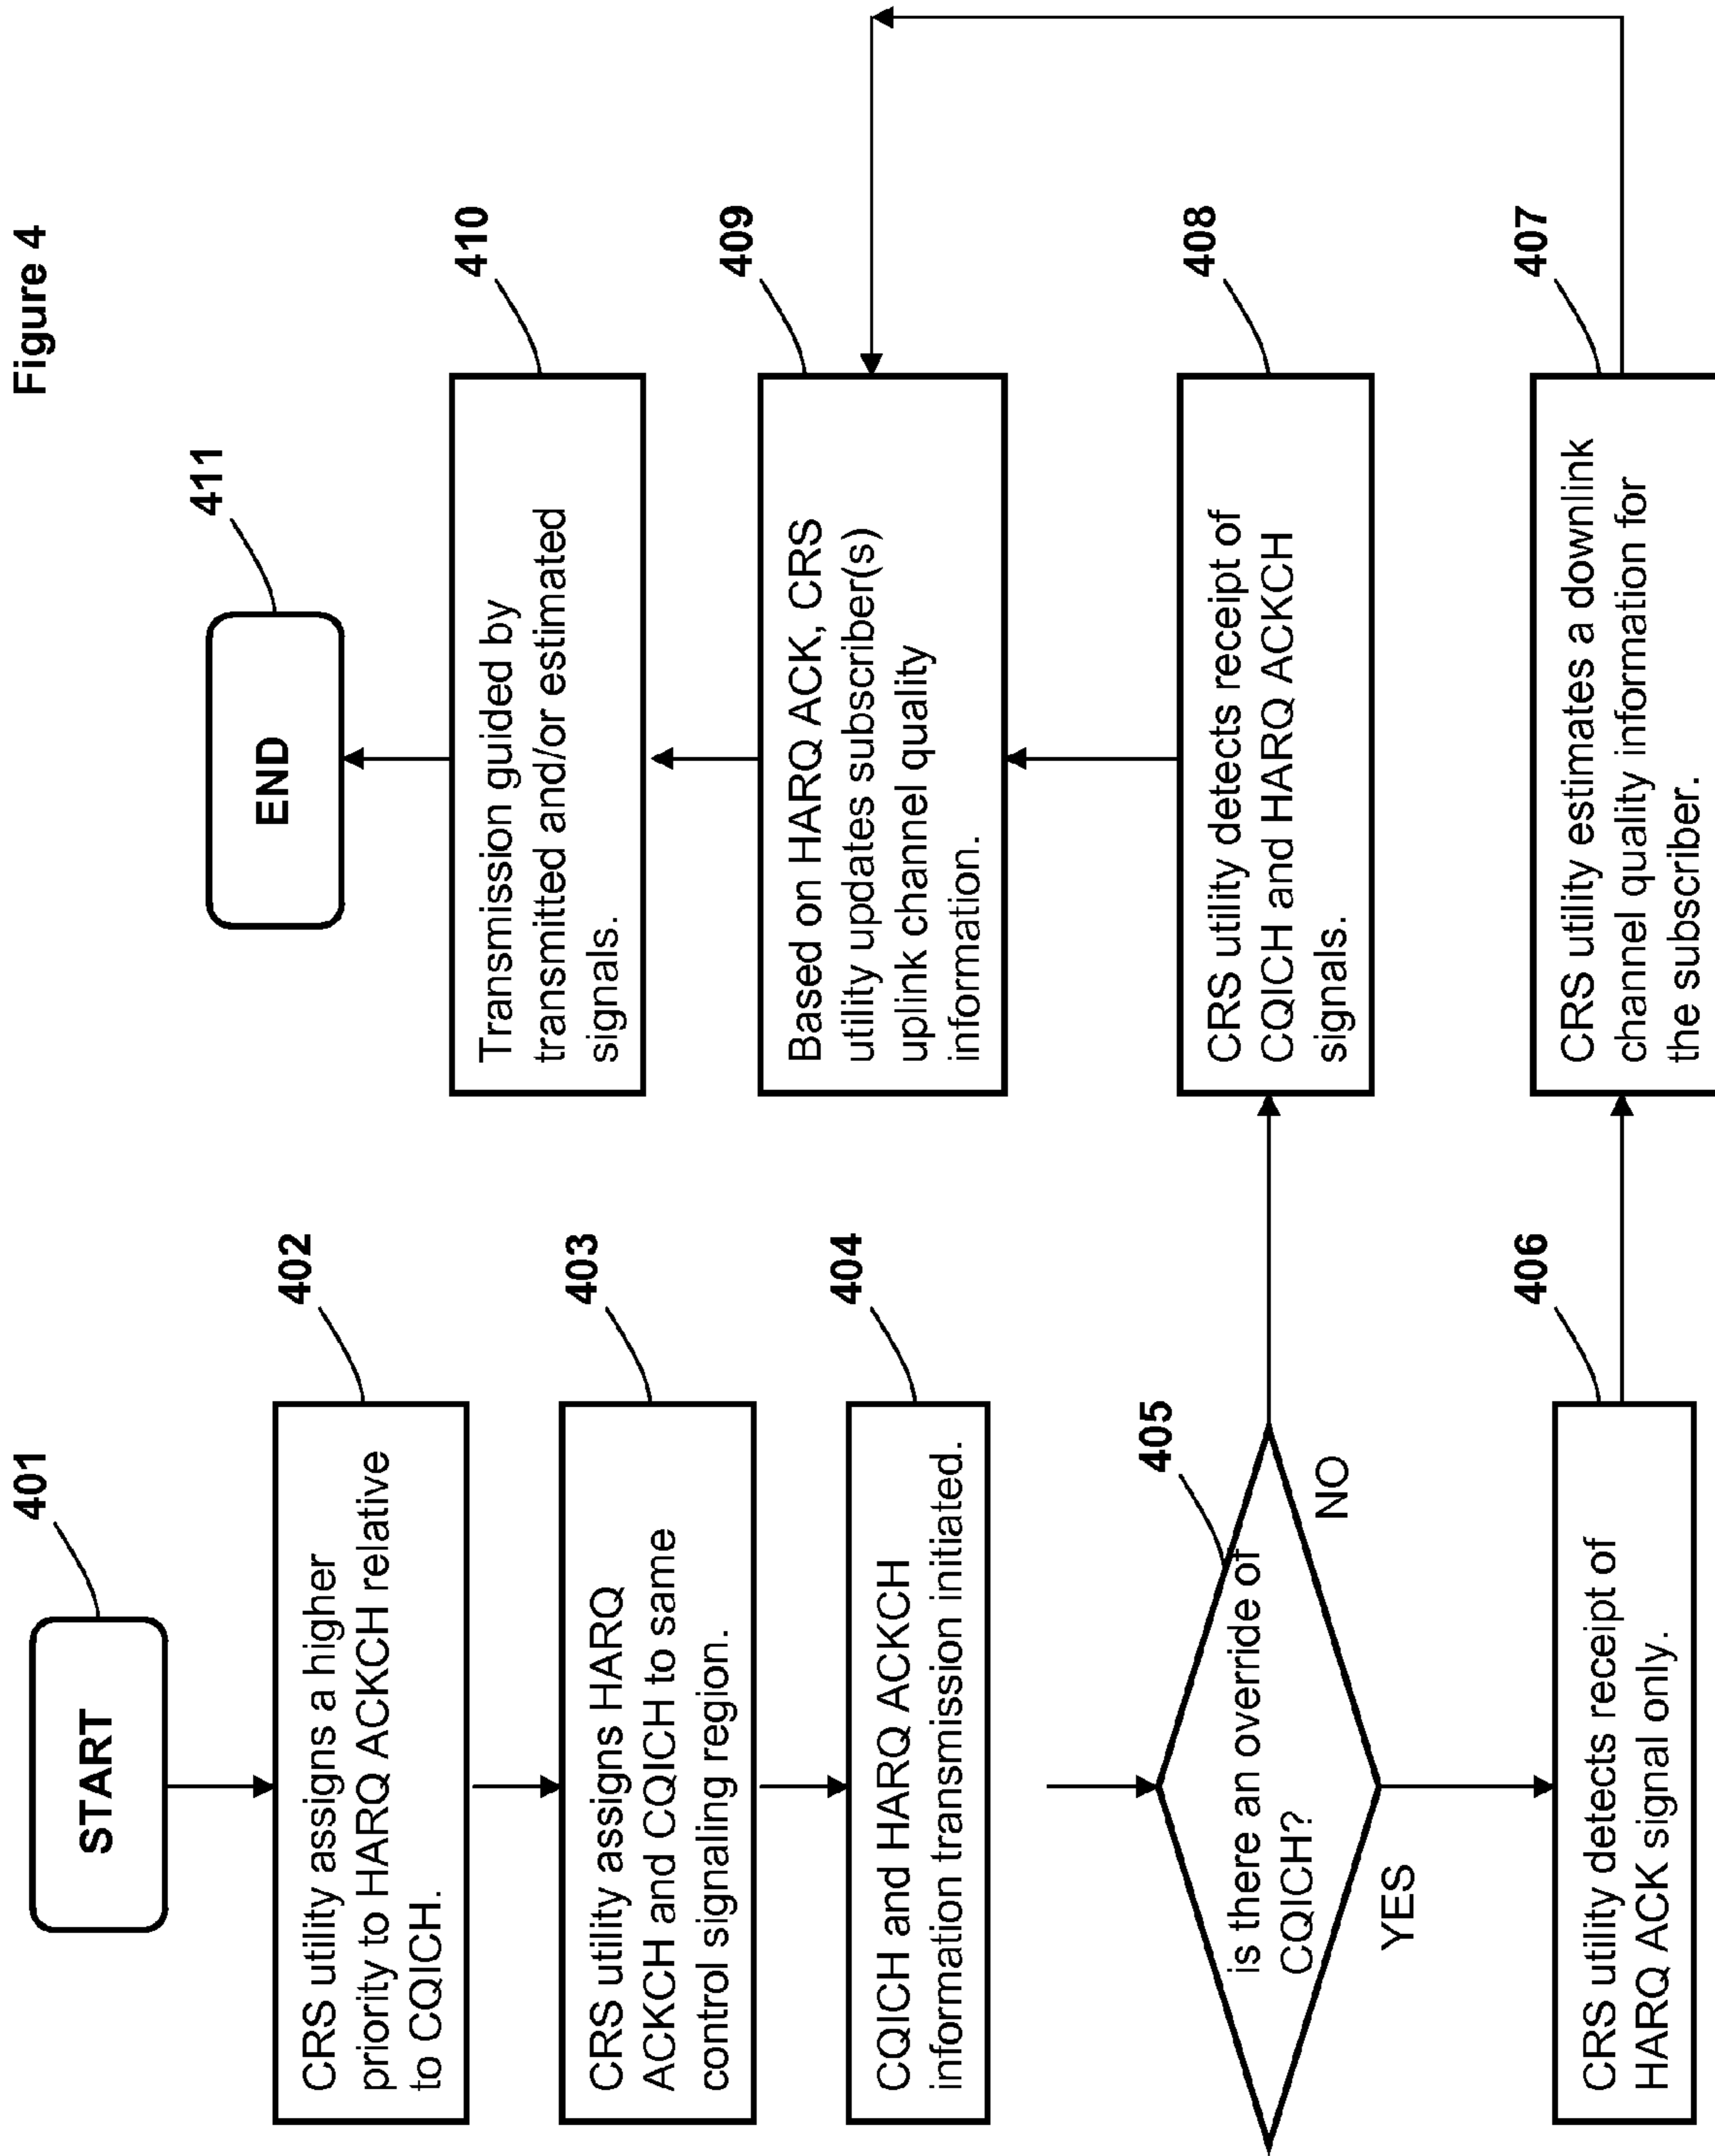 Figure 4
401
START
402
CRS utility assigns a higher
priority to HARQ ACKCH relative
to CQICH.
403
CRS utility assigns HARQ
ACKCH and CQICH to same
control signaling region.
404
CQICH and HARQ ACKCH
information transmission initiated.
405
is there an override of
CQICH?
YES
NO
406
CRS utility detects receipt of
HARQ ACK signal only.
407
CRS utility estimates a downlink
channel quality information for
the subscriber.
408
CRS utility detects receipt of
CQICH and HARQ ACKCH
signals.
409
Based on HARQ ACK, CRS
utility updates subscriber(s)
uplink channel quality
information.
410
Transmission guided by
transmitted and/or estimated
signals.
411
END